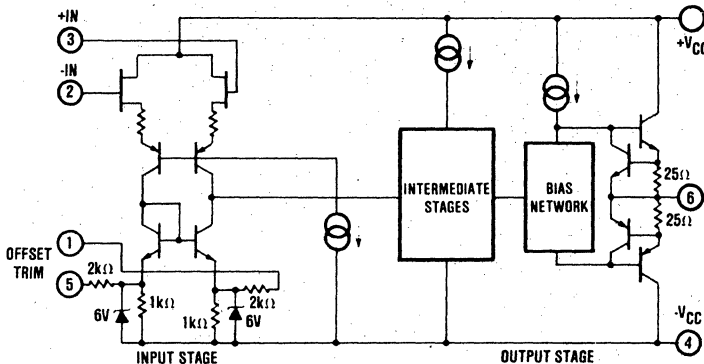 +IN
3
-IN
2
+VCC
INTERMEDIATE
STAGES
BIAS
NETWORK
25Ω
6
25Ω
OFFSET
TRIM
1
2kΩ
5
6V
1kΩ
1kΩ
6V
2kΩ
-VCC
4
INPUT STAGE
OUTPUT STAGE